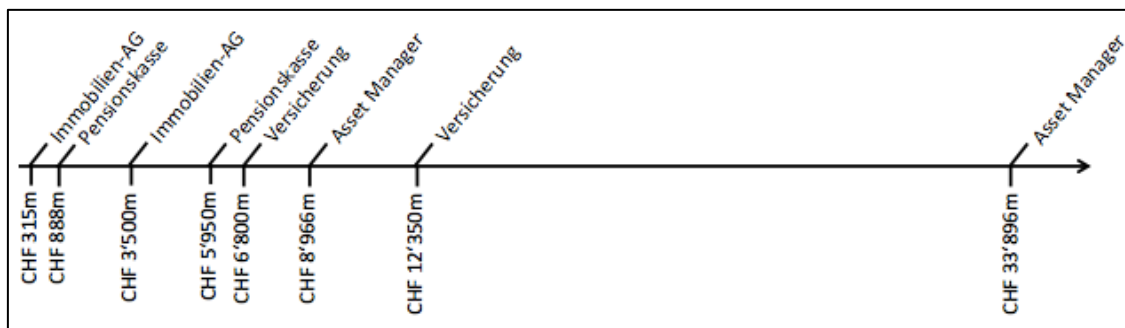 Immobilien-AG
Pensionskasse
Immobilien-AG
Pensionskasse
Versicherung
Asset Manager
Versicherung
Asset Manager
CHF 315m
CHF 888m
CHF 3'500m
CHF 5'950m
CHF 6'800m
CHF 8'966m
CHF 12'350m
CHF 33'896m